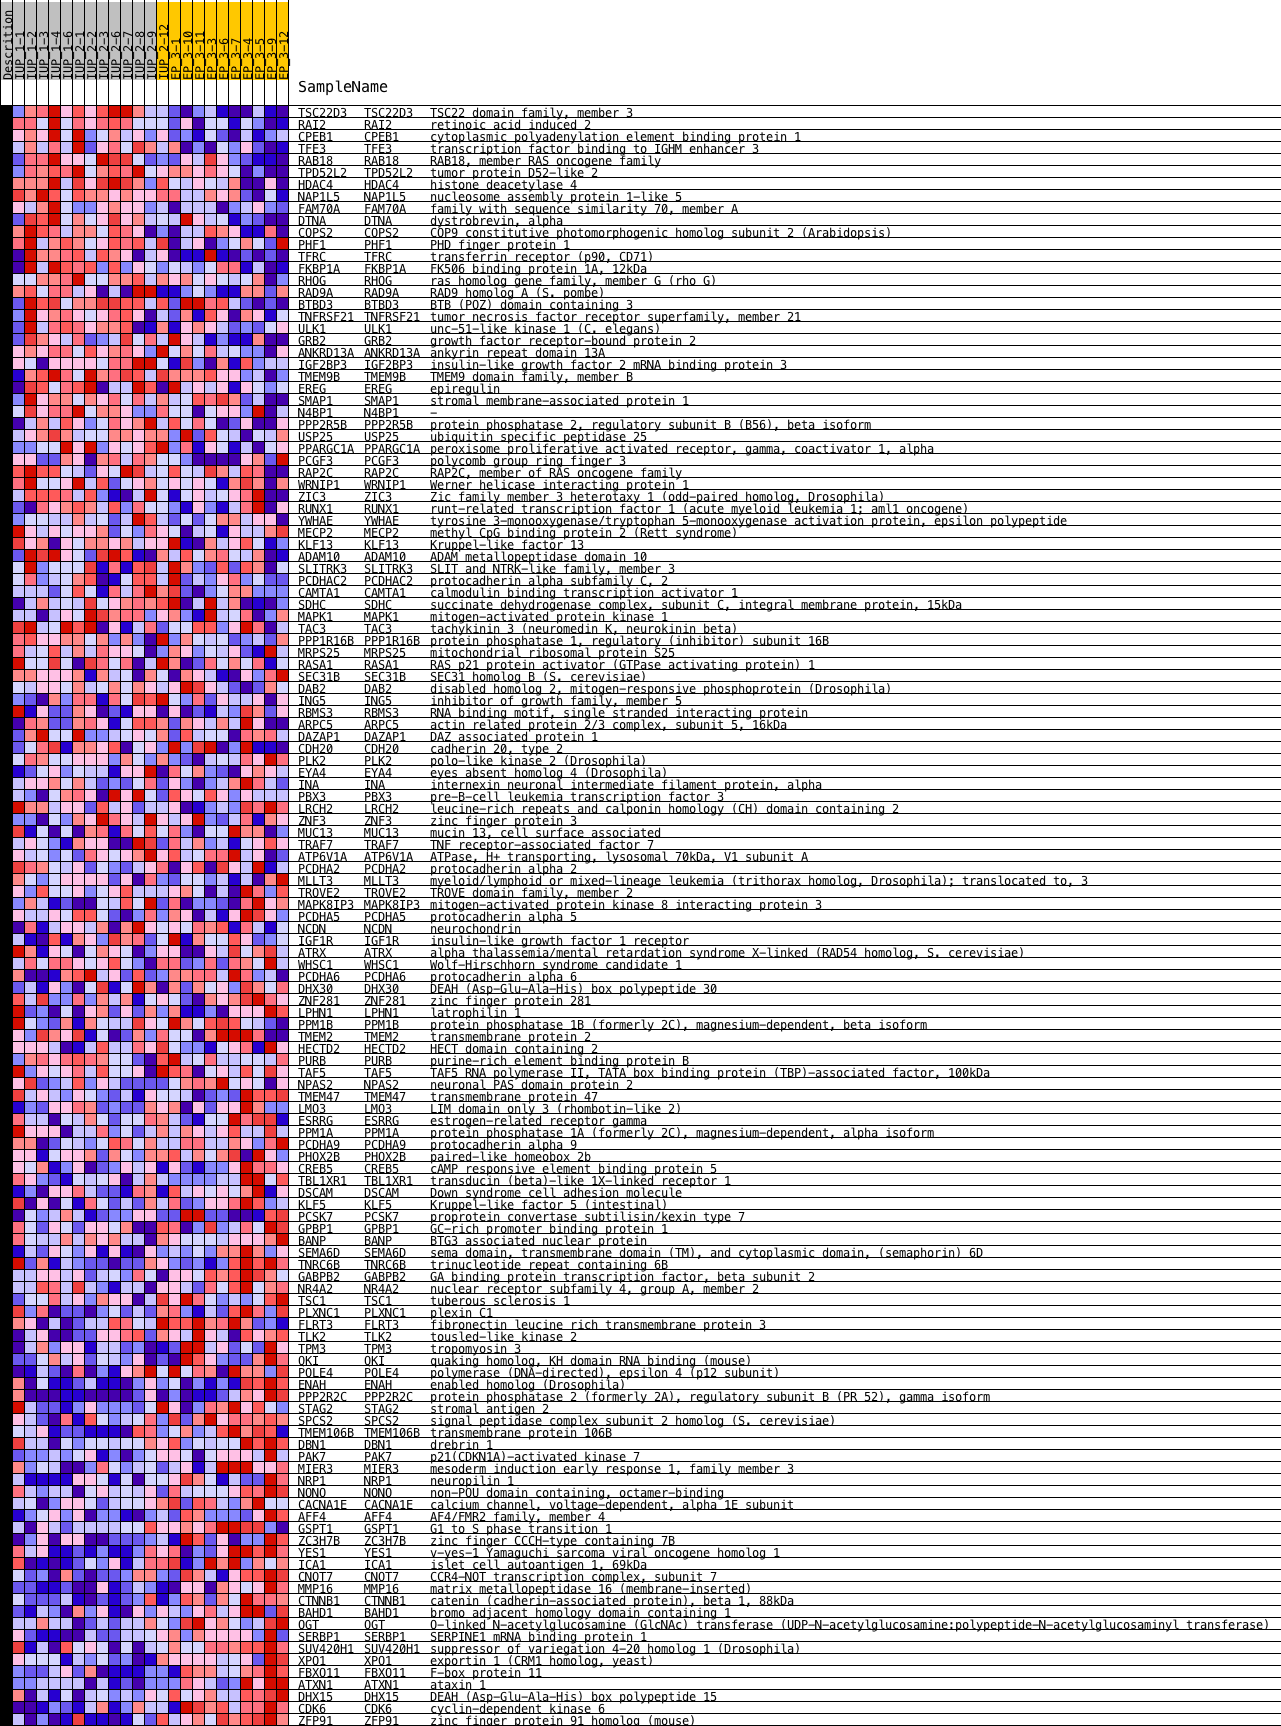 Descrition
IUP_1-1
IUP_1-2
IUP_1-3
IUP_1-4
IUP_1-6
IUP_2-1
IUP_2-2
IUP_2-3
IUP_2-7
IUP_2-8
IUP_2-9
IUP_2-12
EP_3-1
EP_3-10
EP_3-11
EP_3-3
EP_3-6
EP_3-7
EP_3-4
EP_3-5
EP_3-9
EP_3-12
SampleName
TSC22D3 TSC22D3 TSC22 domain family, member 3
RAI2 RAI2 retinoic acid induced 2
CPEB1 CPEB1 cytoplasmic polyadenylation element binding protein 1
TFE3 TFE3 transcription factor binding to IGHM enhancer 3
RAB18 RAB18 RAB18, member RAS oncogene family
TPD52L2 TPD52L2 tumor protein D52-like 2
HDAC4 HDAC4 histone deacetylase 4
NAP1L5 NAP1L5 nucleosome assembly protein 1-like 5
FAM70A FAM70A family with sequence similarity 70, member A
DTNA DTNA dystrobrevin, alpha
COPS2 COPS2 COP9 constitutive photomorphogenic homolog subunit 2 (Arabidopsis)
PHF1 PHF1 PHD finger protein 1
TFRC TFRC transferrin receptor (p90, CD71)
FKBP1A FKBP1A FK506 binding protein 1A, 12kDa
RHOG RHOG ras homolog gene family, member G (rho G)
RAD9A RAD9A RAD9 homolog A (S. pombe)
BTBD3 BTBD3 BTB (POZ) domain containing 3
TNFRSF21 TNFRSF21 tumor necrosis factor receptor superfamily, member 21
ULK1 ULK1 unc-51-like kinase 1 (C. elegans)
GRB2 GRB2 growth factor receptor-bound protein 2
ANKRD13A ANKRD13A ankyrin repeat domain 13A
IGF2BP3 IGF2BP3 insulin-like growth factor 2 mRNA binding protein 3
TMEM9B TMEM9B TMEM9 domain family, member B
EREG EREG epiregulin
SMAP1 SMAP1 stromal membrane-associated protein 1
N4BP1 N4BP1 -
PPP2R5B PPP2R5B protein phosphatase 2, regulatory subunit B (B56), beta isoform
USP25 USP25 ubiquitin specific peptidase 25
PPARGC1A PPARGC1A peroxisome proliferative activated receptor, gamma, coactivator 1, alpha
PCGF3 PCGF3 polycomb group ring finger 3
RAP2C RAP2C RAP2C, member of RAS oncogene family
WRNIP1 WRNIP1 Werner helicase interacting protein 1
ZIC3 ZIC3 Zic family member 3 heterotaxy 1 (odd-paired homolog, Drosophila)
RUNX1 RUNX1 runt-related transcription factor 1 (acute myeloid leukemia 1; aml1 oncogene)
YWHAE YWHAE tyrosine 3-monooxygenase/tryptophan 5-monooxygenase activation protein, epsilon polypeptide
MECP2 MECP2 methyl CpG binding protein 2 (Rett syndrome)
KLF13 KLF13 Kruppel-like factor 13
ADAM10 ADAM10 ADAM metallopeptidase domain 10
SLITRK3 SLITRK3 SLIT and NTRK-like family, member 3
PCDHAC2 PCDHAC2 protocadherin alpha subfamily C, 2
CAMTA1 CAMTA1 calmodulin binding transcription activator 1
SDHC SDHC succinate dehydrogenase complex, subunit C, integral membrane protein, 15kDa
MAPK1 MAPK1 mitogen-activated protein kinase 1
TAC3 TAC3 tachykinin 3 (neuromedin K, neurokinin beta)
PPP1R16B PPP1R16B protein phosphatase 1, regulatory (inhibitor) subunit 16B
MRPS25 MRPS25 mitochondrial ribosomal protein S25
RASA1 RASA1 RAS p21 protein activator (GTPase activating protein) 1
SEC31B SEC31B SEC31 homolog B (S. cerevisiae)
DAB2 DAB2 disabled homolog 2, mitogen-responsive phosphoprotein (Drosophila)
ING5 ING5 inhibitor of growth family, member 5
RBMS3 RBMS3 RNA binding motif, single stranded interacting protein
ARPC5 ARPC5 actin related protein 2/3 complex, subunit 5, 16kDa
DAZAP1 DAZAP1 DAZ associated protein 1
CDH20 CDH20 cadherin 20, type 2
PLK2 PLK2 polo-like kinase 2 (Drosophila)
EYA4 EYA4 eyes absent homolog 4 (Drosophila)
INA INA internexin neuronal intermediate filament protein, alpha
PBX3 PBX3 pre-B-cell leukemia transcription factor 3
LRCH2 LRCH2 leucine-rich repeats and calponin homology (CH) domain containing 2
ZNF3 ZNF3 zinc finger protein 3
MUC13 MUC13 mucin 13, cell surface associated
TRAF7 TRAF7 TNF receptor-associated factor 7
ATP6V1A ATP6V1A ATPase, H+ transporting, lysosomal 70kDa, V1 subunit A
PCDHA2 PCDHA2 protocadherin alpha 2
MLLT3 MLLT3 myeloid/lymphoid or mixed-lineage leukemia (trithorax homolog, Drosophila); translocated to, 3
TROVE2 TROVE2 TROVE domain family, member 2
MAPK8IP3 MAPK8IP3 mitogen-activated protein kinase 8 interacting protein 3
PCDHA5 PCDHA5 protocadherin alpha 5
NCDN NCDN neurochondrin
IGF1R IGF1R insulin-like growth factor 1 receptor
ATRX ATRX alpha thalassemia/mental retardation syndrome X-linked (RAD54 homolog, S. cerevisiae)
WHSC1 WHSC1 Wolf-Hirschhorn syndrome candidate 1
PCDHA6 PCDHA6 protocadherin alpha 6
DHX30 DHX30 DEAH (Asp-Glu-Ala-His) box polypeptide 30
ZNF281 ZNF281 zinc finger protein 281
LPHN1 LPHN1 latrophilin 1
PPM1B PPM1B protein phosphatase 1B (formerly 2C), magnesium-dependent, beta isoform
TMEM2 TMEM2 transmembrane protein 2
HECTD2 HECTD2 HECT domain containing 2
PURB PURB purine-rich element binding protein B
TAF5 TAF5 TAF5 RNA polymerase II, TATA box binding protein (TBP)-associated factor, 100kDa
NPAS2 NPAS2 neuronal PAS domain protein 2
TMEM47 TMEM47 transmembrane protein 47
LMO3 LMO3 LIM domain only 3 (rhombotin-like 2)
ESRRG ESRRG estrogen-related receptor gamma
PPM1A PPM1A protein phosphatase 1A (formerly 2C), magnesium-dependent, alpha isoform
PCDHA9 PCDHA9 protocadherin alpha 9
PHOX2B PHOX2B paired-like homeobox 2b
CREB5 CREB5 cAMP responsive element binding protein 5
TBL1XR1 TBL1XR1 transducin (beta)-like 1X-linked receptor 1
DSCAM DSCAM Down syndrome cell adhesion molecule
KLF5 KLF5 Kruppel-like factor 5 (intestinal)
PCSK7 PCSK7 proprotein convertase subtilisin/kexin type 7
GPBP1 GPBP1 GC-rich promoter binding protein 1
BANP BANP BTG3 associated nuclear protein
SEMA6D SEMA6D sema domain, transmembrane domain (TM), and cytoplasmic domain, (semaphorin) 6D
TNRC6B TNRC6B trinucleotide repeat containing 6B
GABPB2 GABPB2 GA binding protein transcription factor, beta subunit 2
NR4A2 NR4A2 nuclear receptor subfamily 4, group A, member 2
TSC1 TSC1 tuberous sclerosis 1
PLXNC1 PLXNC1 plexin C1
FLRT3 FLRT3 fibronectin leucine rich transmembrane protein 3
TLK2 TLK2 tousled-like kinase 2
TPM3 TPM3 tropomyosin 3
QKI QKI quaking homolog, KH domain RNA binding (mouse)
POLE4 POLE4 polymerase (DNA-directed), epsilon 4 (p12 subunit)
ENAH ENAH enabled homolog (Drosophila)
PPP2R2C PPP2R2C protein phosphatase 2 (formerly 2A), regulatory subunit B (PR 52), gamma isoform
STAG2 STAG2 stromal antigen 2
SPCS2 SPCS2 signal peptidase complex subunit 2 homolog (S. cerevisiae)
TMEM106B TMEM106B transmembrane protein 106B
DBN1 DBN1 drebrin 1
PAK7 PAK7 p21(CDKN1A)-activated kinase 7
MIER3 MIER3 mesoderm induction early response 1, family member 3
NRP1 NRP1 neuropilin 1
NONO NONO non-POU domain containing, octamer-binding
CACNA1E CACNA1E calcium channel, voltage-dependent, alpha 1E subunit
AFF4 AFF4 AF4/FMR2 family, member 4
GSPT1 GSPT1 G1 to S phase transition 1
ZC3H7B ZC3H7B zinc finger CCCH-type containing 7B
YES1 YES1 v-yes-1 Yamaguchi sarcoma viral oncogene homolog 1
ICA1 ICA1 islet cell autoantigen 1, 69kDa
CNOT7 CNOT7 CCR4-NOT transcription complex, subunit 7
MMP16 MMP16 matrix metallopeptidase 16 (membrane-inserted)
CTNNB1 CTNNB1 catenin (cadherin-associated protein), beta 1, 88kDa
BAHD1 BAHD1 bromo adjacent homology domain containing 1
OGT OGT O-linked N-acetylglucosamine (GlcNAc) transferase (UDP-N-acetylglucosamine:polypeptide-N-acetylglucosaminyl transferase)
SERBP1 SERBP1 SERPINE1 mRNA binding protein 1
SUV420H1 SUV420H1 suppressor of variegation 4-20 homolog 1 (Drosophila)
XPO1 XPO1 exportin 1 (CRM1 homolog, yeast)
FBXO11 FBXO11 F-box protein 11
ATXN1 ATXN1 ataxin 1
DHX15 DHX15 DEAH (Asp-Glu-Ala-His) box polypeptide 15
CDK6 CDK6 cyclin-dependent kinase 6
ZFP91 ZFP91 zinc finger protein 91 homolog (mouse)